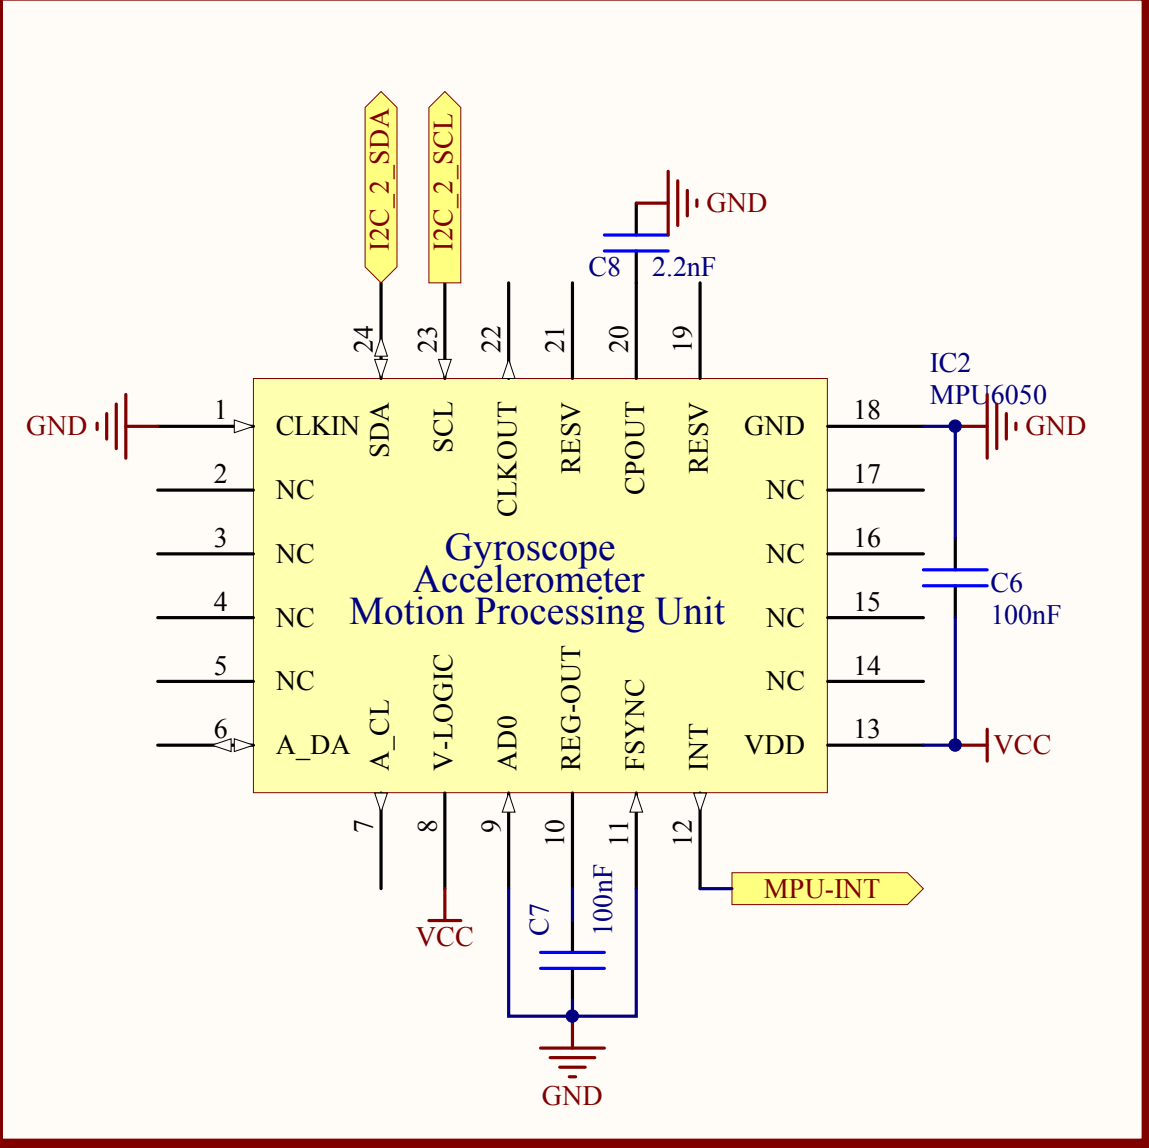 I2C_2_SDA
I2C_2_SCL
GND
C8
2.2nF
24
23
22
21
20
19
IC2
MPU6050
GND
1
CLKIN
SDA
SCL
CLKOUT
RESV
CPOUT
RESV
GND
18
GND
2
NC
NC
17
3
NC
NC
16
Gyroscope
Accelerometer
Motion Processing Unit
C6
100nF
4
NC
NC
15
5
NC
NC
14
6
A_DA
A_CL
V-LOGIC
AD0
REG-OUT
FSYNC
INT
VDD
13
VCC
7
8
9
10
11
12
C7
100nF
MPU-INT
VCC
GND